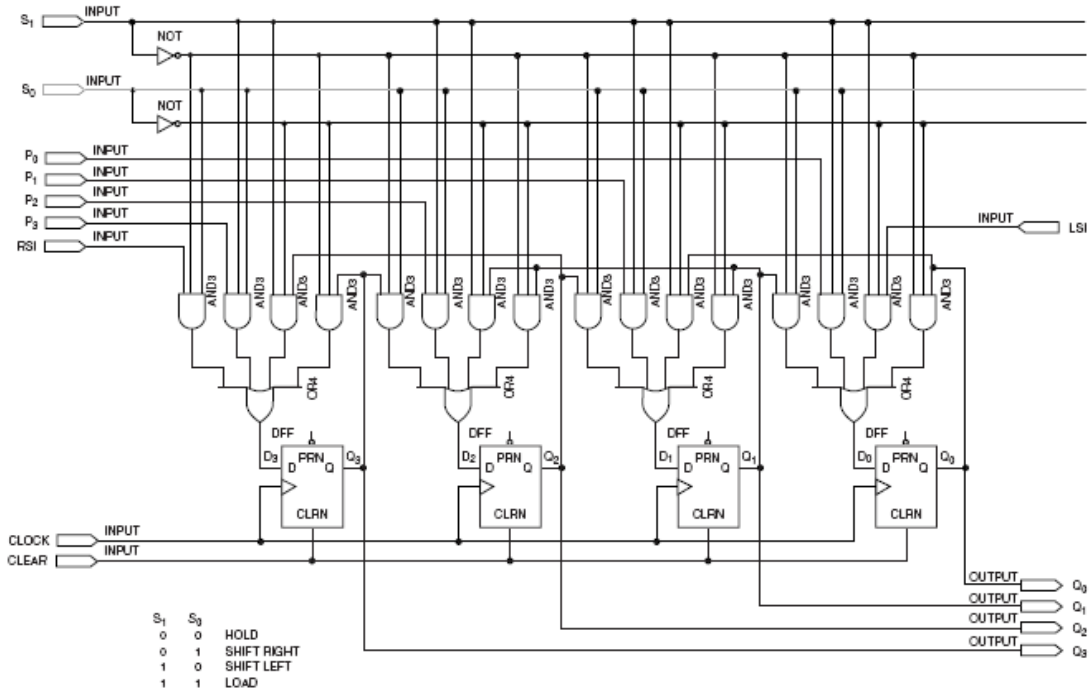 S1 INPUT
NOT
S0 INPUT
NOT
P0 INPUT
P1 INPUT
P2 INPUT
P3 INPUT
INPUT LSI
RSI INPUT
AND3 AND3 AND3 AND3 AND3 AND3 AND3 AND3 AND3 AND3 AND3 AND3 AND3 AND3 AND3 AND3
OR4 OR4 OR4 OR4
DFF DFF DFF DFF
D3 PRN Q3 D2 PRN Q2 D1 PRN Q1 D0 PRN Q0
D Q D Q D Q D Q
CLRN CLRN CLRN CLRN
CLOCK INPUT
CLEAR INPUT
OUTPUT Q0
OUTPUT Q1
OUTPUT Q2
OUTPUT Q3
S1 S0
0 0 HOLD
0 1 SHIFT RIGHT
1 0 SHIFT LEFT
1 1 LOAD